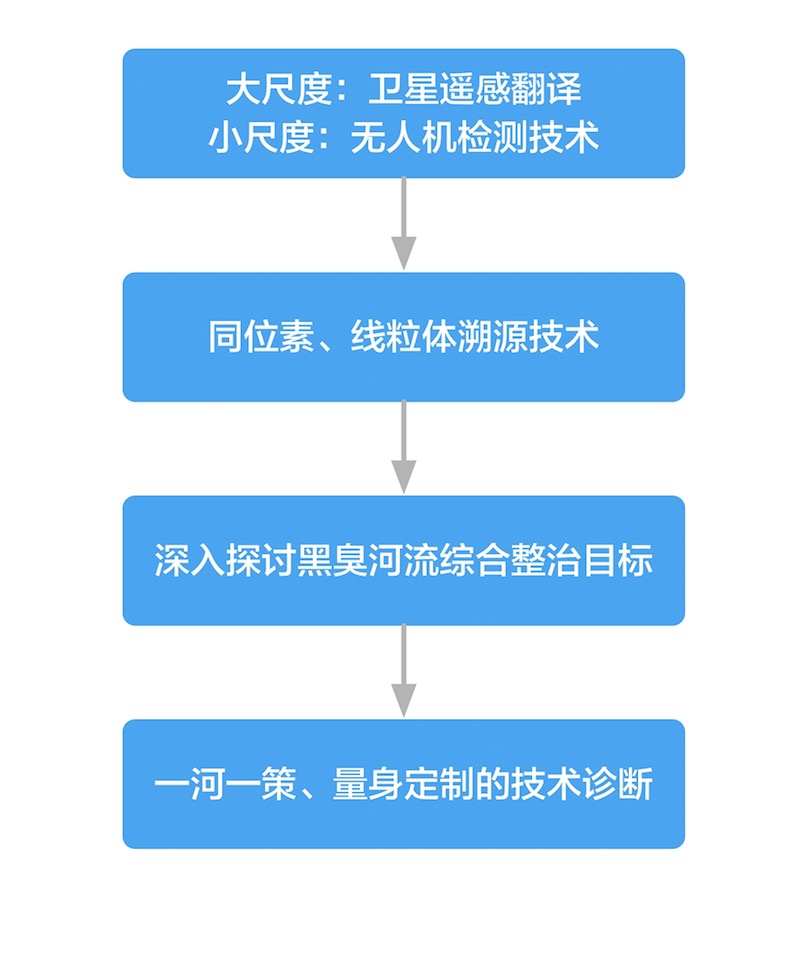 大尺度：卫星遥感翻译
小尺度：无人机检测技术
同位素、线粒体溯源技术
深入探讨黑臭河流综合整治目标
一河一策、量身定制的技术诊断